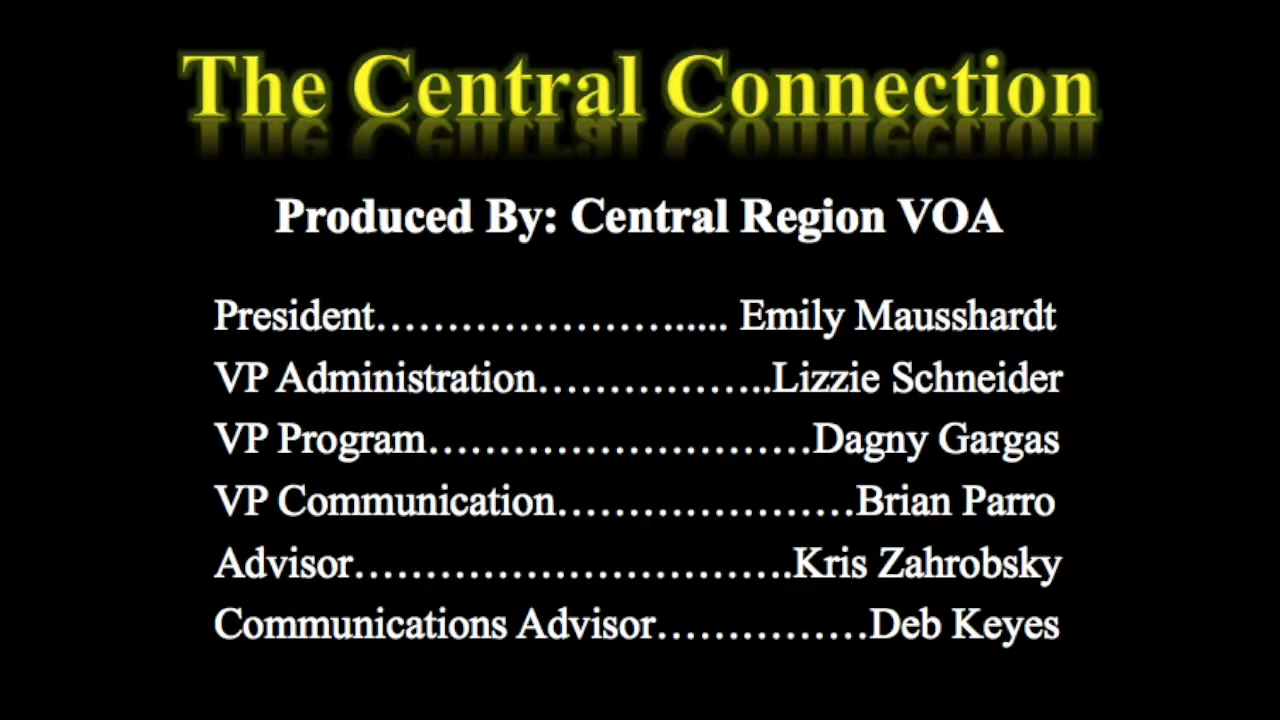 The Central Connection
Produced By: Central Region VOA
President…………………..... Emily Mausshardt
VP Administration……………..Lizzie Schneider
VP Program………………………Dagny Gargas
VP Communication…………………Brian Parro
Advisor………………………….Kris Zahrobsky
Communications Advisor……………Deb Keyes